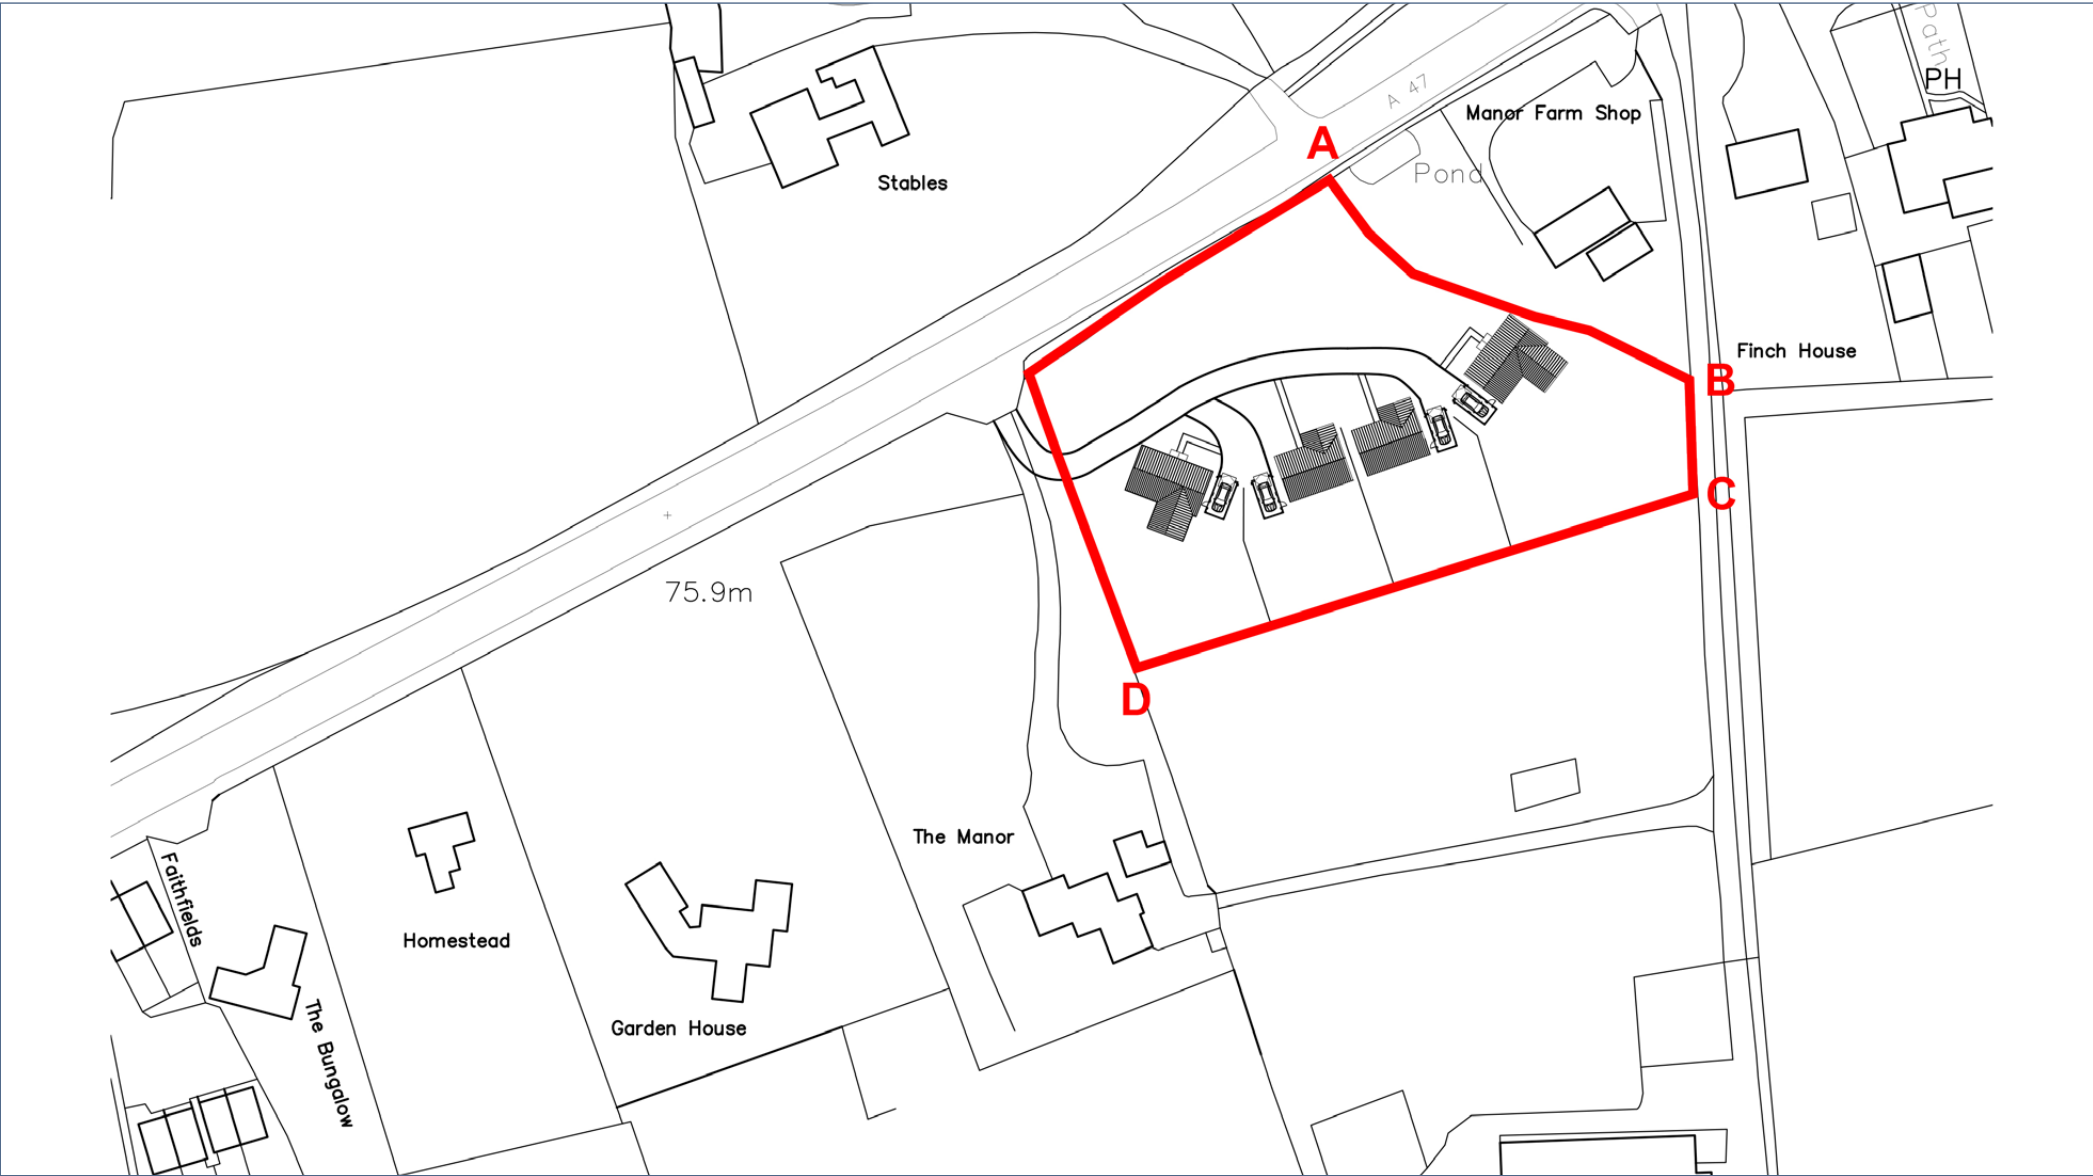 Path
PH
A 47
Manor Farm Shop
A
Pond
Stables
Finch House
B
C
75.9m
D
The Manor
Faithfields
Homestead
Garden House
The Bungalow